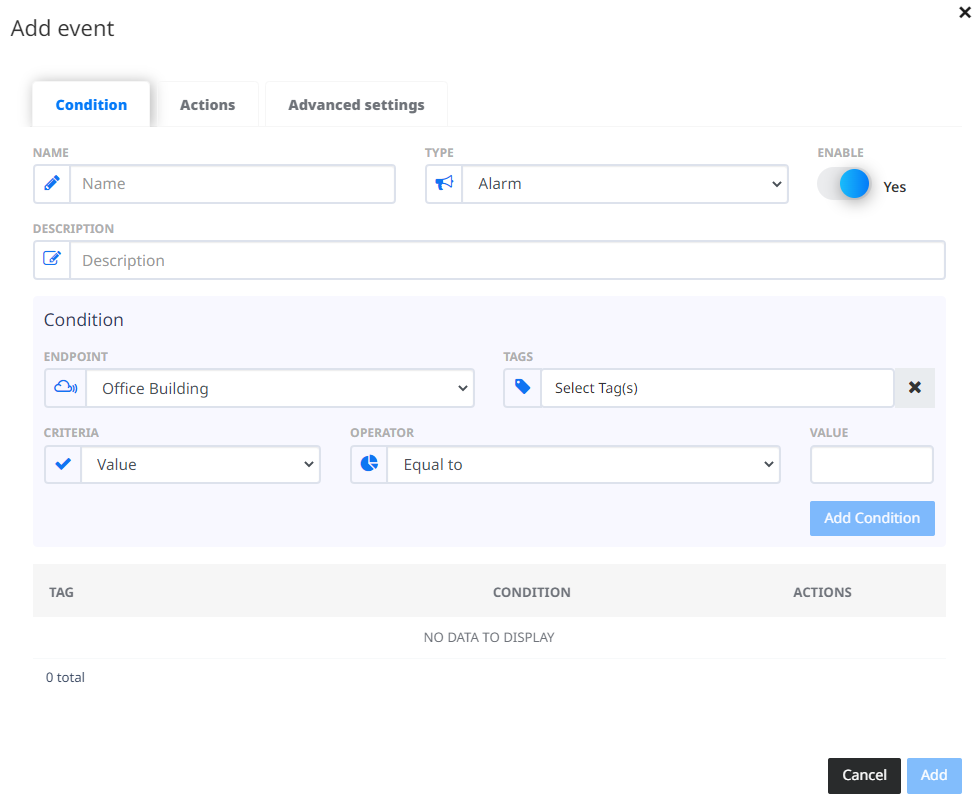 Add event
Condition Actions Advanced settings
NAME TYPE ENABLE
Name Alarm Yes
DESCRIPTION
Description
Condition
ENDPOINT TAGS
Office Building Select Tag(s)
CRITERIA OPERATOR VALUE
Value Equal to
Add Condition
TAG CONDITION ACTIONS
NO DATA TO DISPLAY
0 total
Cancel Add